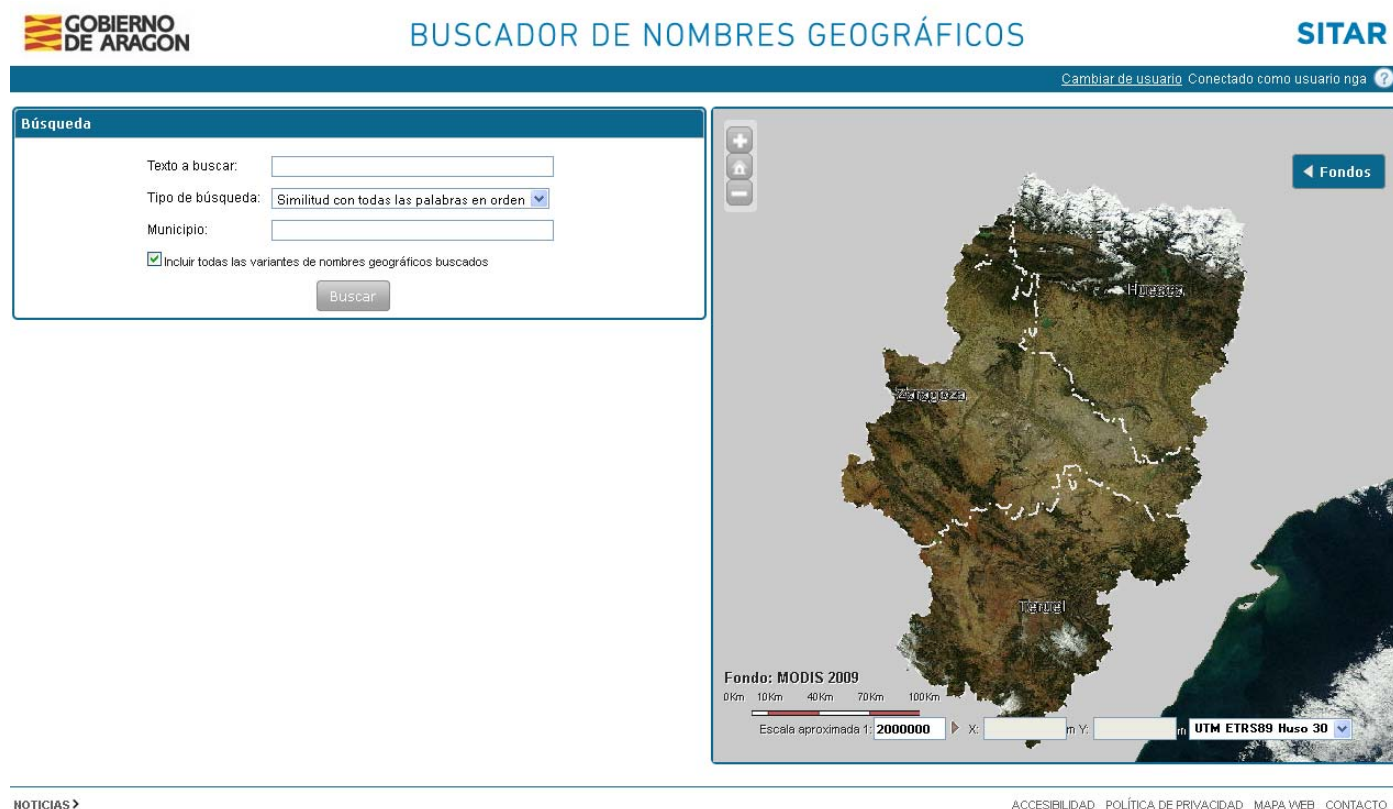 GOBIERNO
DE ARAGON
BUSCADOR DE NOMBRES GEOGRÁFICOS
SITAR
Cambiar de usuario Conectado como usuario nga ?
Búsqueda
Texto a buscar:
Tipo de búsqueda: Similitud con todas las palabras en orden
Municipio:
Incluir todas las variantes de nombres geográficos buscados
Buscar
Fondos
Huesca
Zaragoza
Teruel
Fondo: MODIS 2009
0Km 10Km 40Km 70Km 100Km
Escala aproximada 1: 2000000 X: m Y: m UTM ETRS89 Huso 30
NOTICIAS >
ACCESIBILIDAD POLÍTICA DE PRIVACIDAD MAPA WEB CONTACTO